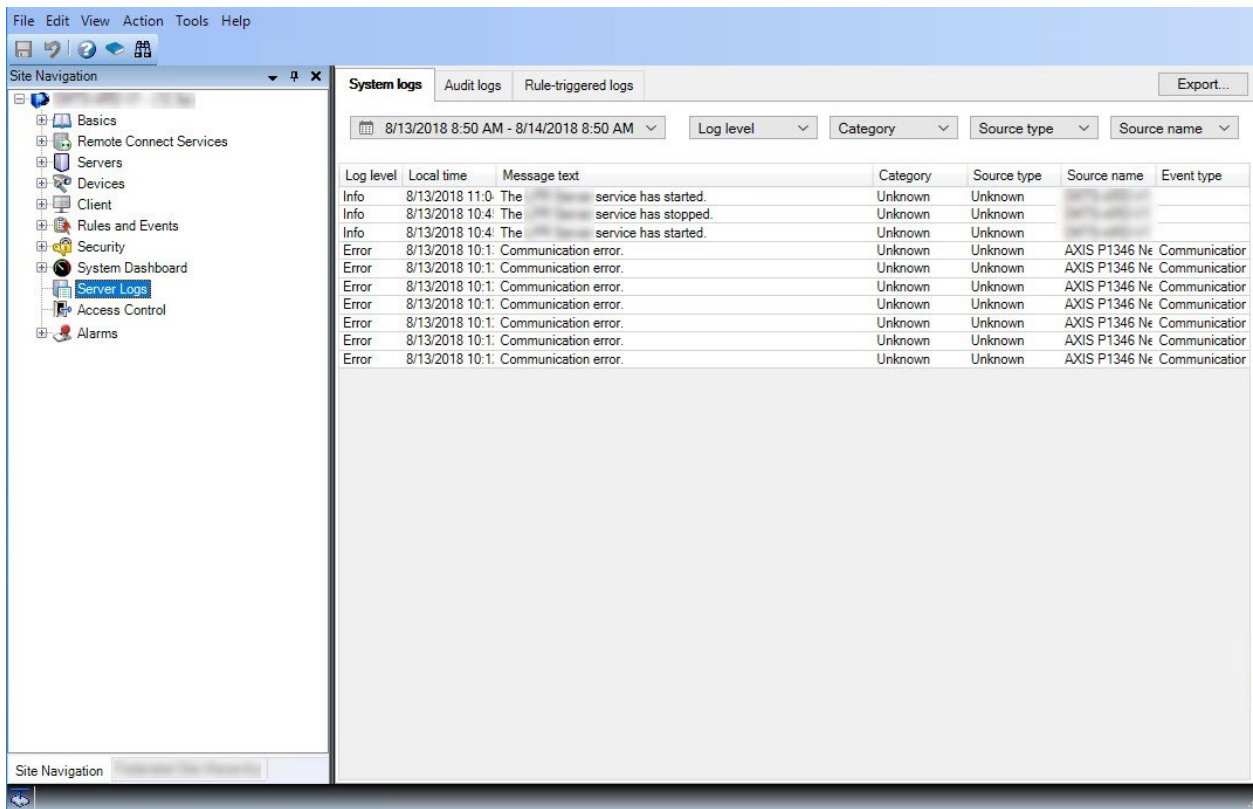 File Edit View Action Tools Help
Site Navigation
Basics
Remote Connect Services
Servers
Devices
Client
Rules and Events
Security
System Dashboard
Server Logs
Access Control
Alarms
Site Navigation
System logs Audit logs Rule-triggered logs Export...
8/13/2018 8:50 AM - 8/14/2018 8:50 AM Log level Category Source type Source name
Log level Local time Message text Category Source type Source name Event type
Info 8/13/2018 11:0 The service has started. Unknown Unknown
Info 8/13/2018 10:4 The service has stopped. Unknown Unknown
Info 8/13/2018 10:4 The service has started. Unknown Unknown
Error 8/13/2018 10:1 Communication error. Unknown Unknown AXIS P1346 Ne Communication
Error 8/13/2018 10:1 Communication error. Unknown Unknown AXIS P1346 Ne Communication
Error 8/13/2018 10:1 Communication error. Unknown Unknown AXIS P1346 Ne Communication
Error 8/13/2018 10:1 Communication error. Unknown Unknown AXIS P1346 Ne Communication
Error 8/13/2018 10:1 Communication error. Unknown Unknown AXIS P1346 Ne Communication
Error 8/13/2018 10:1 Communication error. Unknown Unknown AXIS P1346 Ne Communication
Error 8/13/2018 10:1 Communication error. Unknown Unknown AXIS P1346 Ne Communication